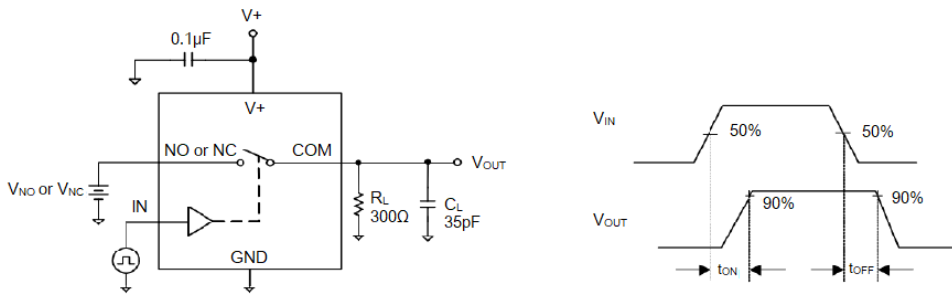 V+
0.1µF
V+
NO or NC
COM
VOUT
VNO or VNC
IN
RL
300Ω
CL
35pF
GND
VIN
50%
50%
VOUT
90%
90%
tON
tOFF